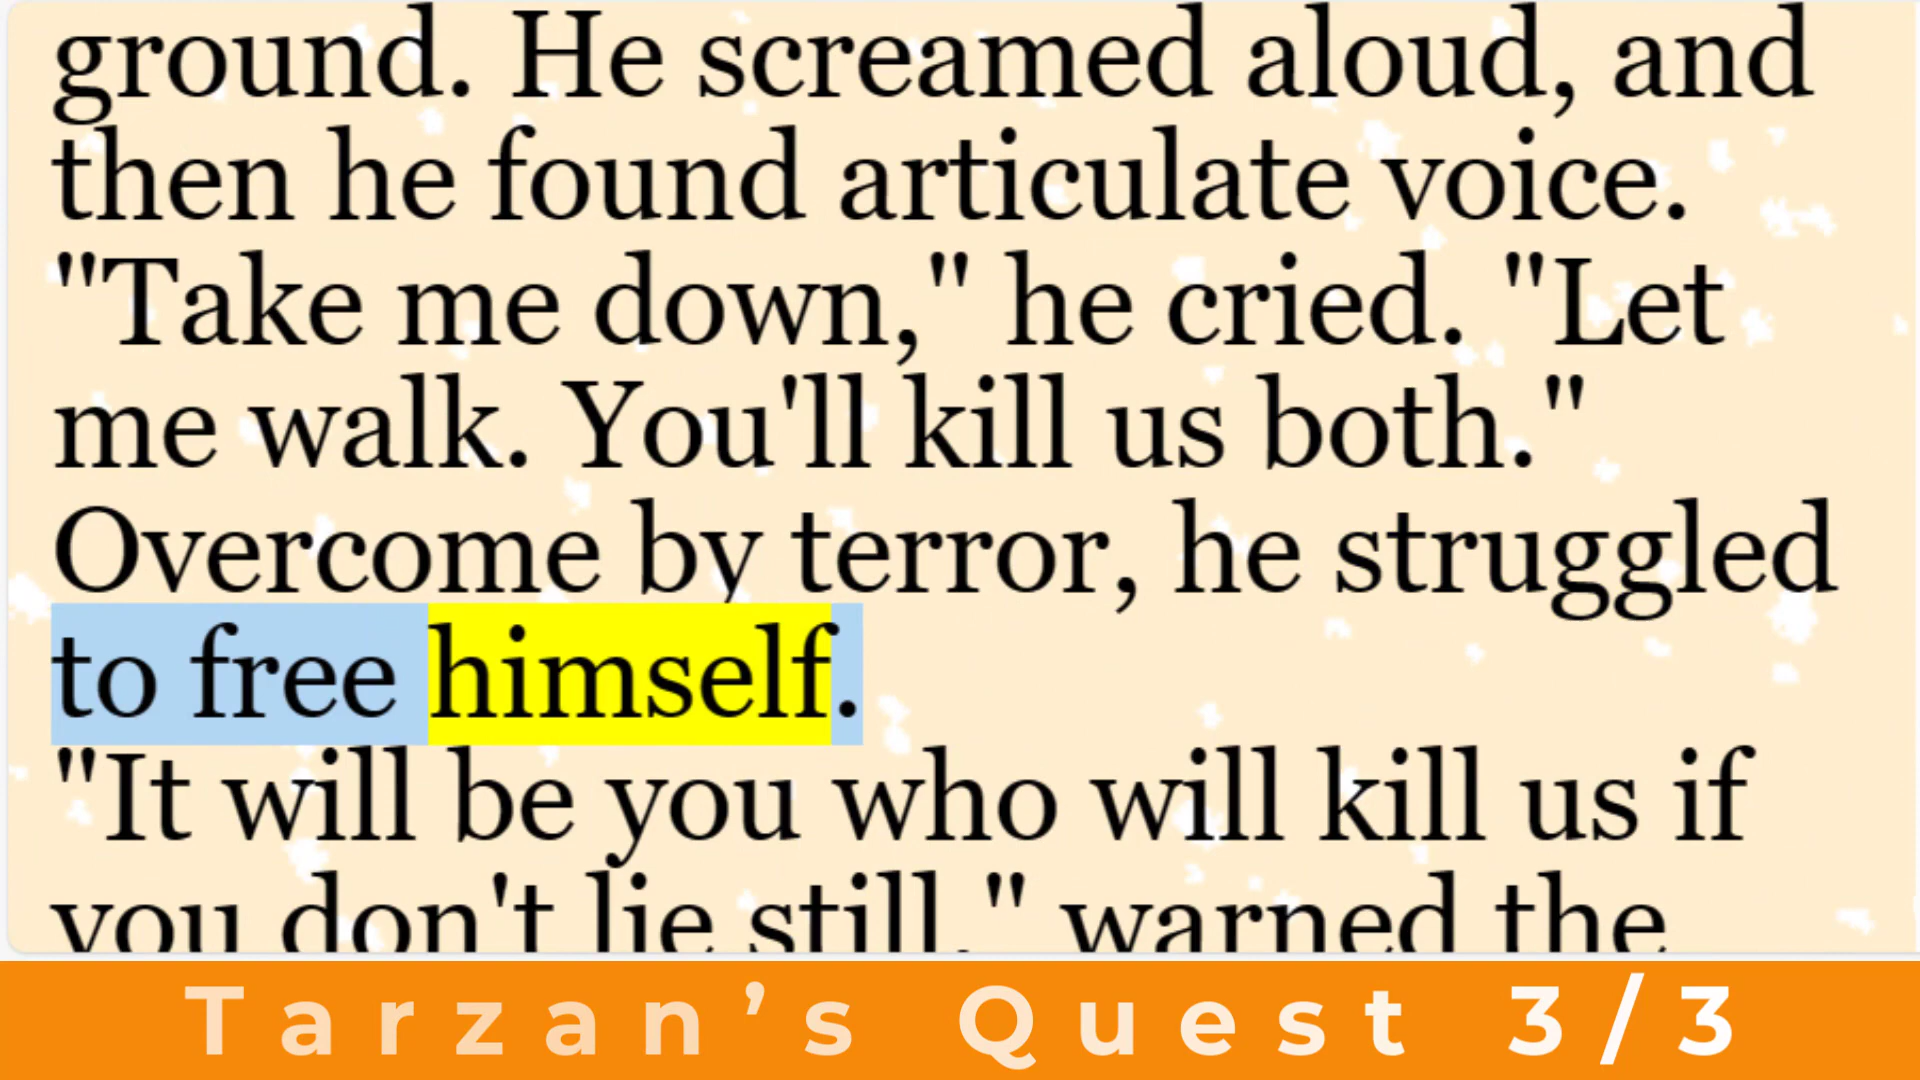 ground. He screamed aloud, and
then he found articulate voice.
"Take me down," he cried. "Let
me walk. You'll kill us both."
Overcome by terror, he struggled
to free himself.
"It will be you who will kill us if
you don't lie still," warned the
Tarzan’s Quest 3/3